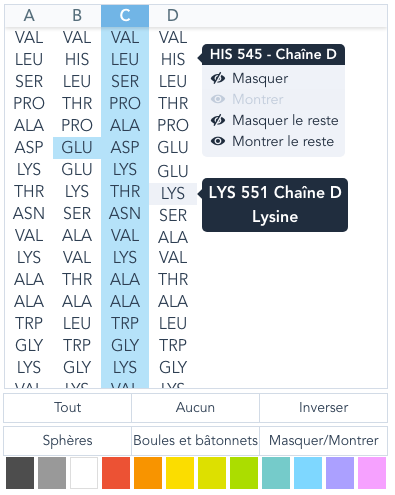 A B C D
VAL VAL VAL VAL
LEU HIS LEU HIS
HIS 545 - Chaîne D
SER LEU SER LEU
Masquer
PRO THR PRO THR
Montrer
ALA PRO ALA PRO
Masquer le reste
ASP GLU ASP GLU
Montrer le reste
LYS GLU LYS GLU
THR LYS THR LYS
LYS 551 Chaîne D
Lysine
ASN SER ASN SER
VAL ALA VAL ALA
LYS VAL LYS VAL
ALA THR ALA THR
ALA ALA ALA ALA
TRP LEU TRP LEU
GLY TRP GLY TRP
LYS GLY LYS GLY
VAL LYS VAL LYS
Tout Aucun Inverser
Sphères Boules et bâtonnets Masquer/Montrer